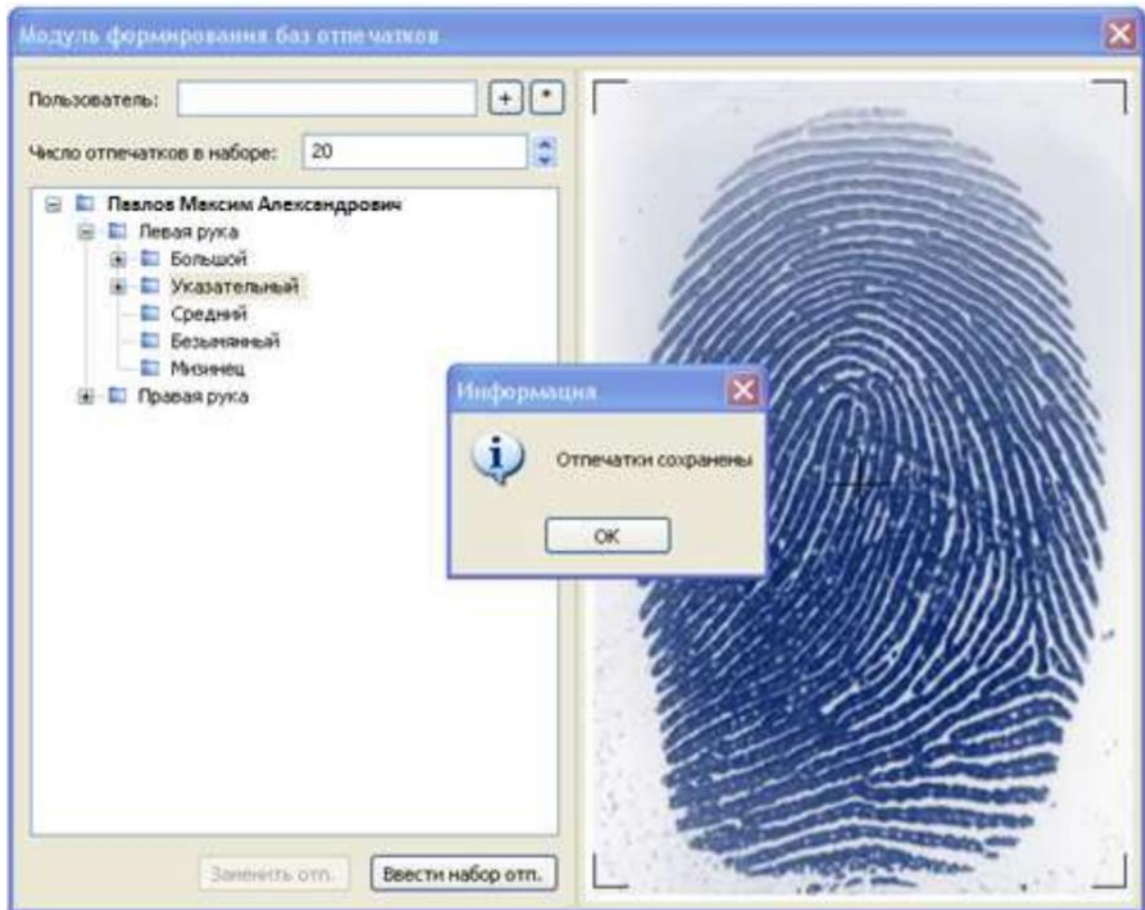 Модуль формирования баз отпечатков
Пользователь:
+
*
Число отпечатков в наборе:
20
Павлов Максим Александрович
Левая рука
Большой
Указательный
Средний
Безымянный
Мизинец
Правая рука
Информация
Отпечатки сохранены
OK
Заменить отп.
Ввести набор отп.